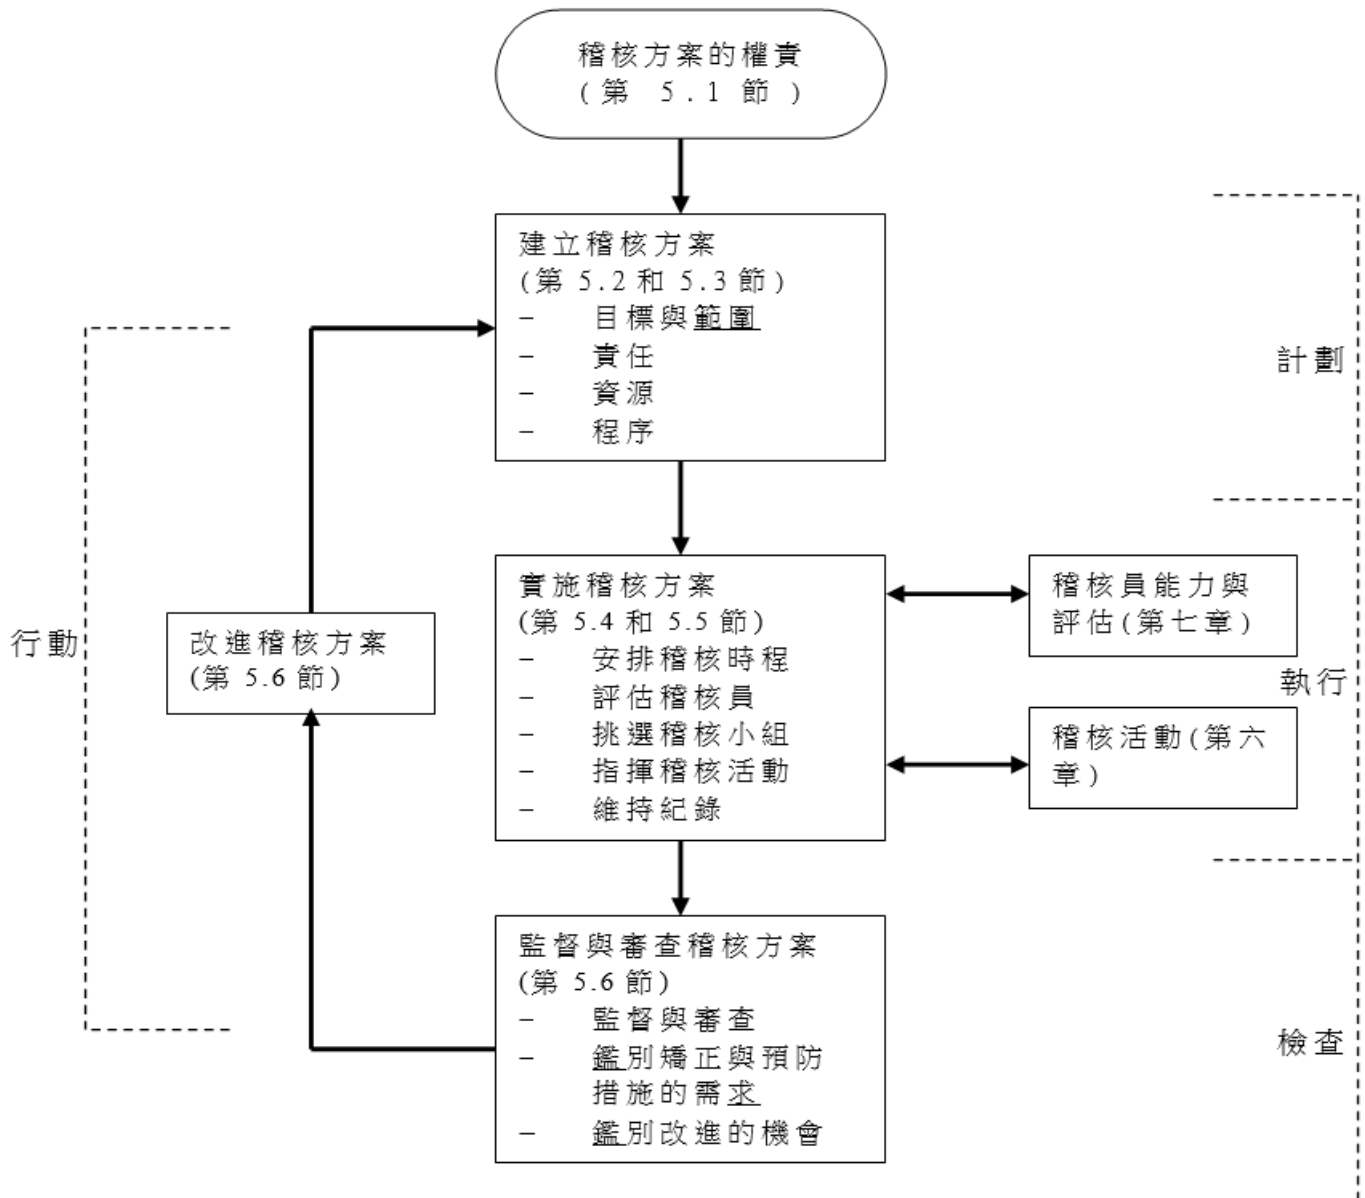 稽核方案的權責
(第 5.1 節)
建立稽核方案
(第 5.2 和 5.3 節)
– 目標與範圍
– 責任
– 資源
– 程序
計劃
實施稽核方案
(第 5.4 和 5.5 節)
– 安排稽核時程
– 評估稽核員
– 挑選稽核小組
– 指揮稽核活動
– 維持紀錄
稽核員能力與
評估(第七章)
執行
稽核活動(第六
章)
行動
改進稽核方案
(第 5.6 節)
監督與審查稽核方案
(第 5.6 節)
– 監督與審查
– 鑑別矯正與預防
措施的需求
– 鑑別改進的機會
檢查